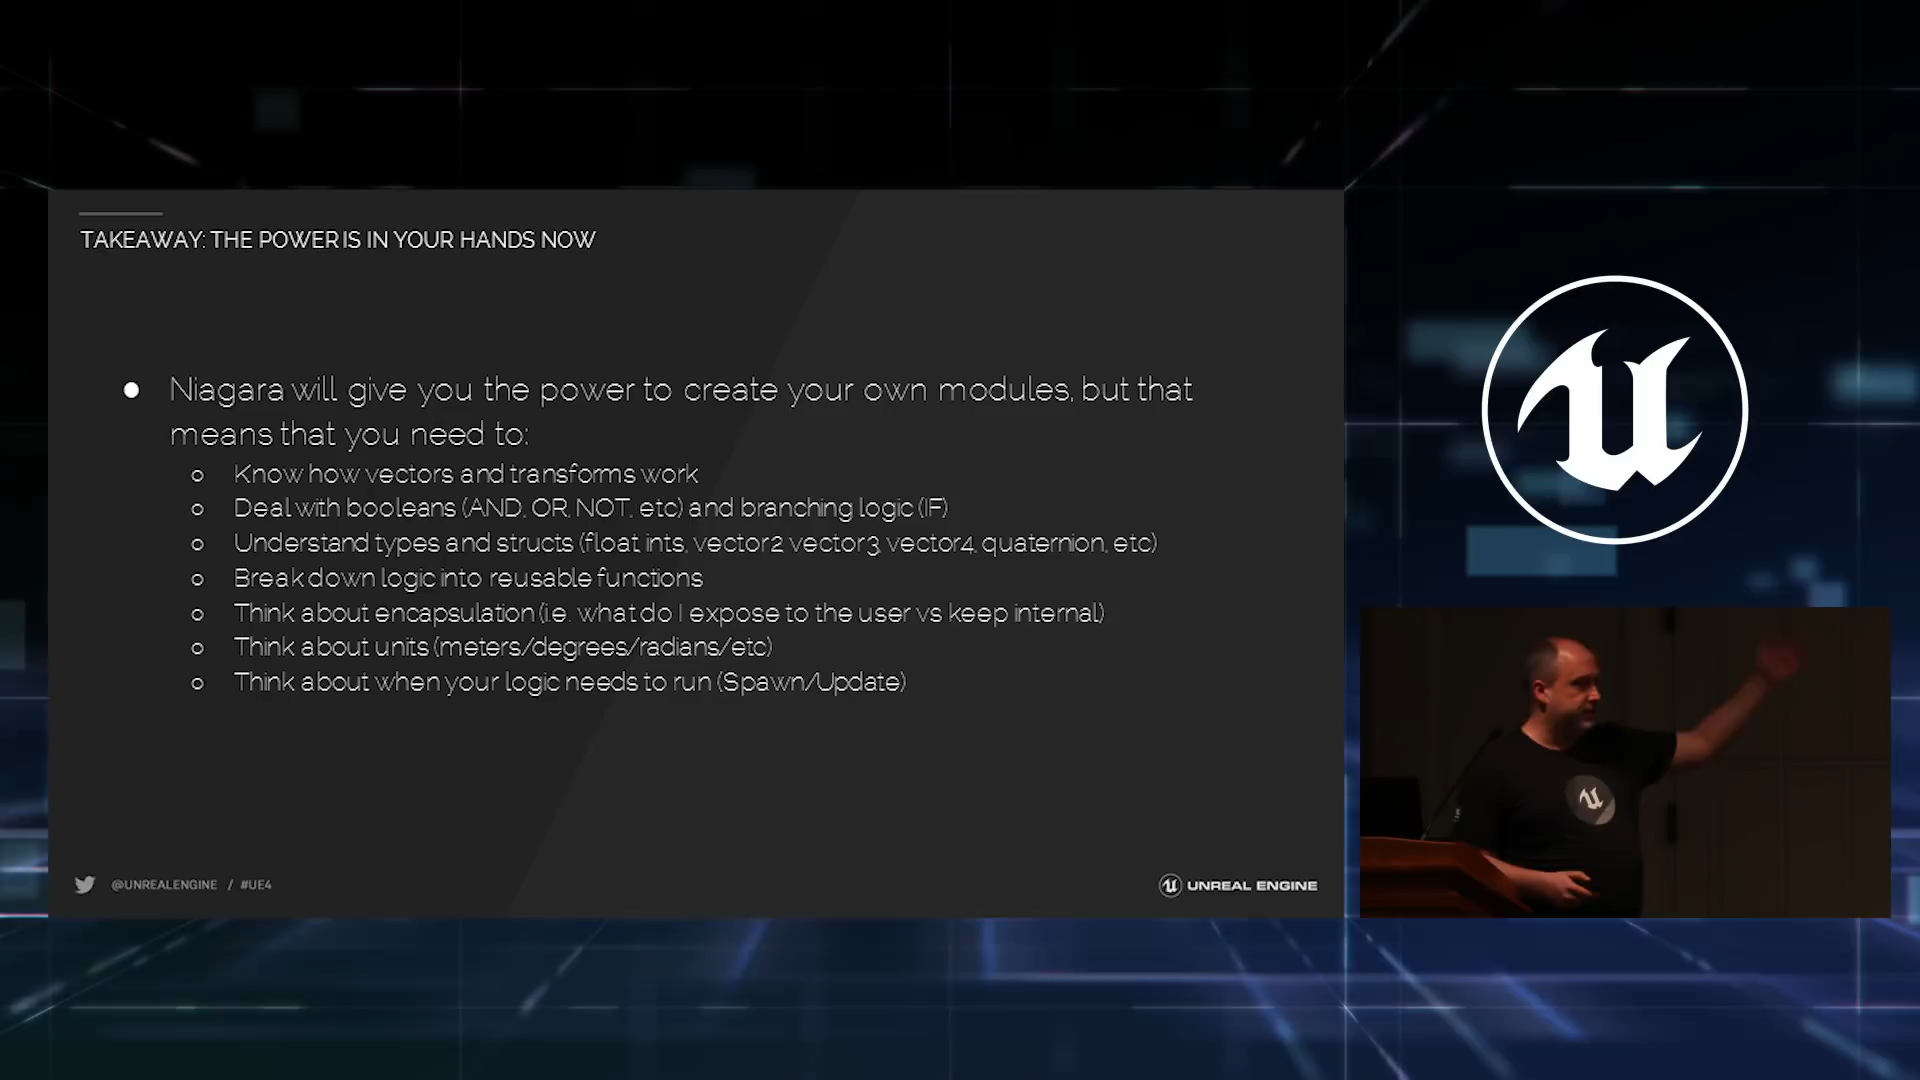 TAKEAWAY: THE POWER IS IN YOUR HANDS NOW
Niagara will give you the power to create your own modules, but that
means that you need to:
Know how vectors and transforms work
Deal with booleans (AND, OR, NOT, etc) and branching logic (IF)
Understand types and structs (float, ints, vector2, vector3, vector4, quaternion, etc)
Break down logic into reusable functions
Think about encapsulation (i.e. what do I expose to the user vs keep internal)
Think about units (meters/degrees/radians/etc)
Think about when your logic needs to run (Spawn/Update)
@UNREALENGINE / #UE4
UNREAL ENGINE